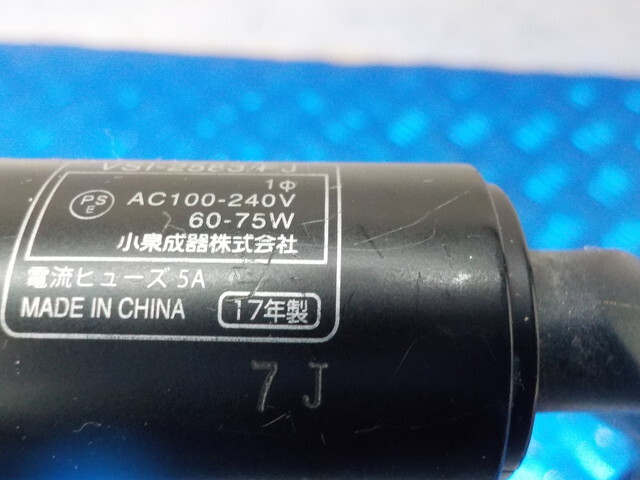 1Φ
PS E
AC100-240V
60-75W
小泉成器株式会社
電流ヒューズ 5A
MADE IN CHINA
17年製
7J